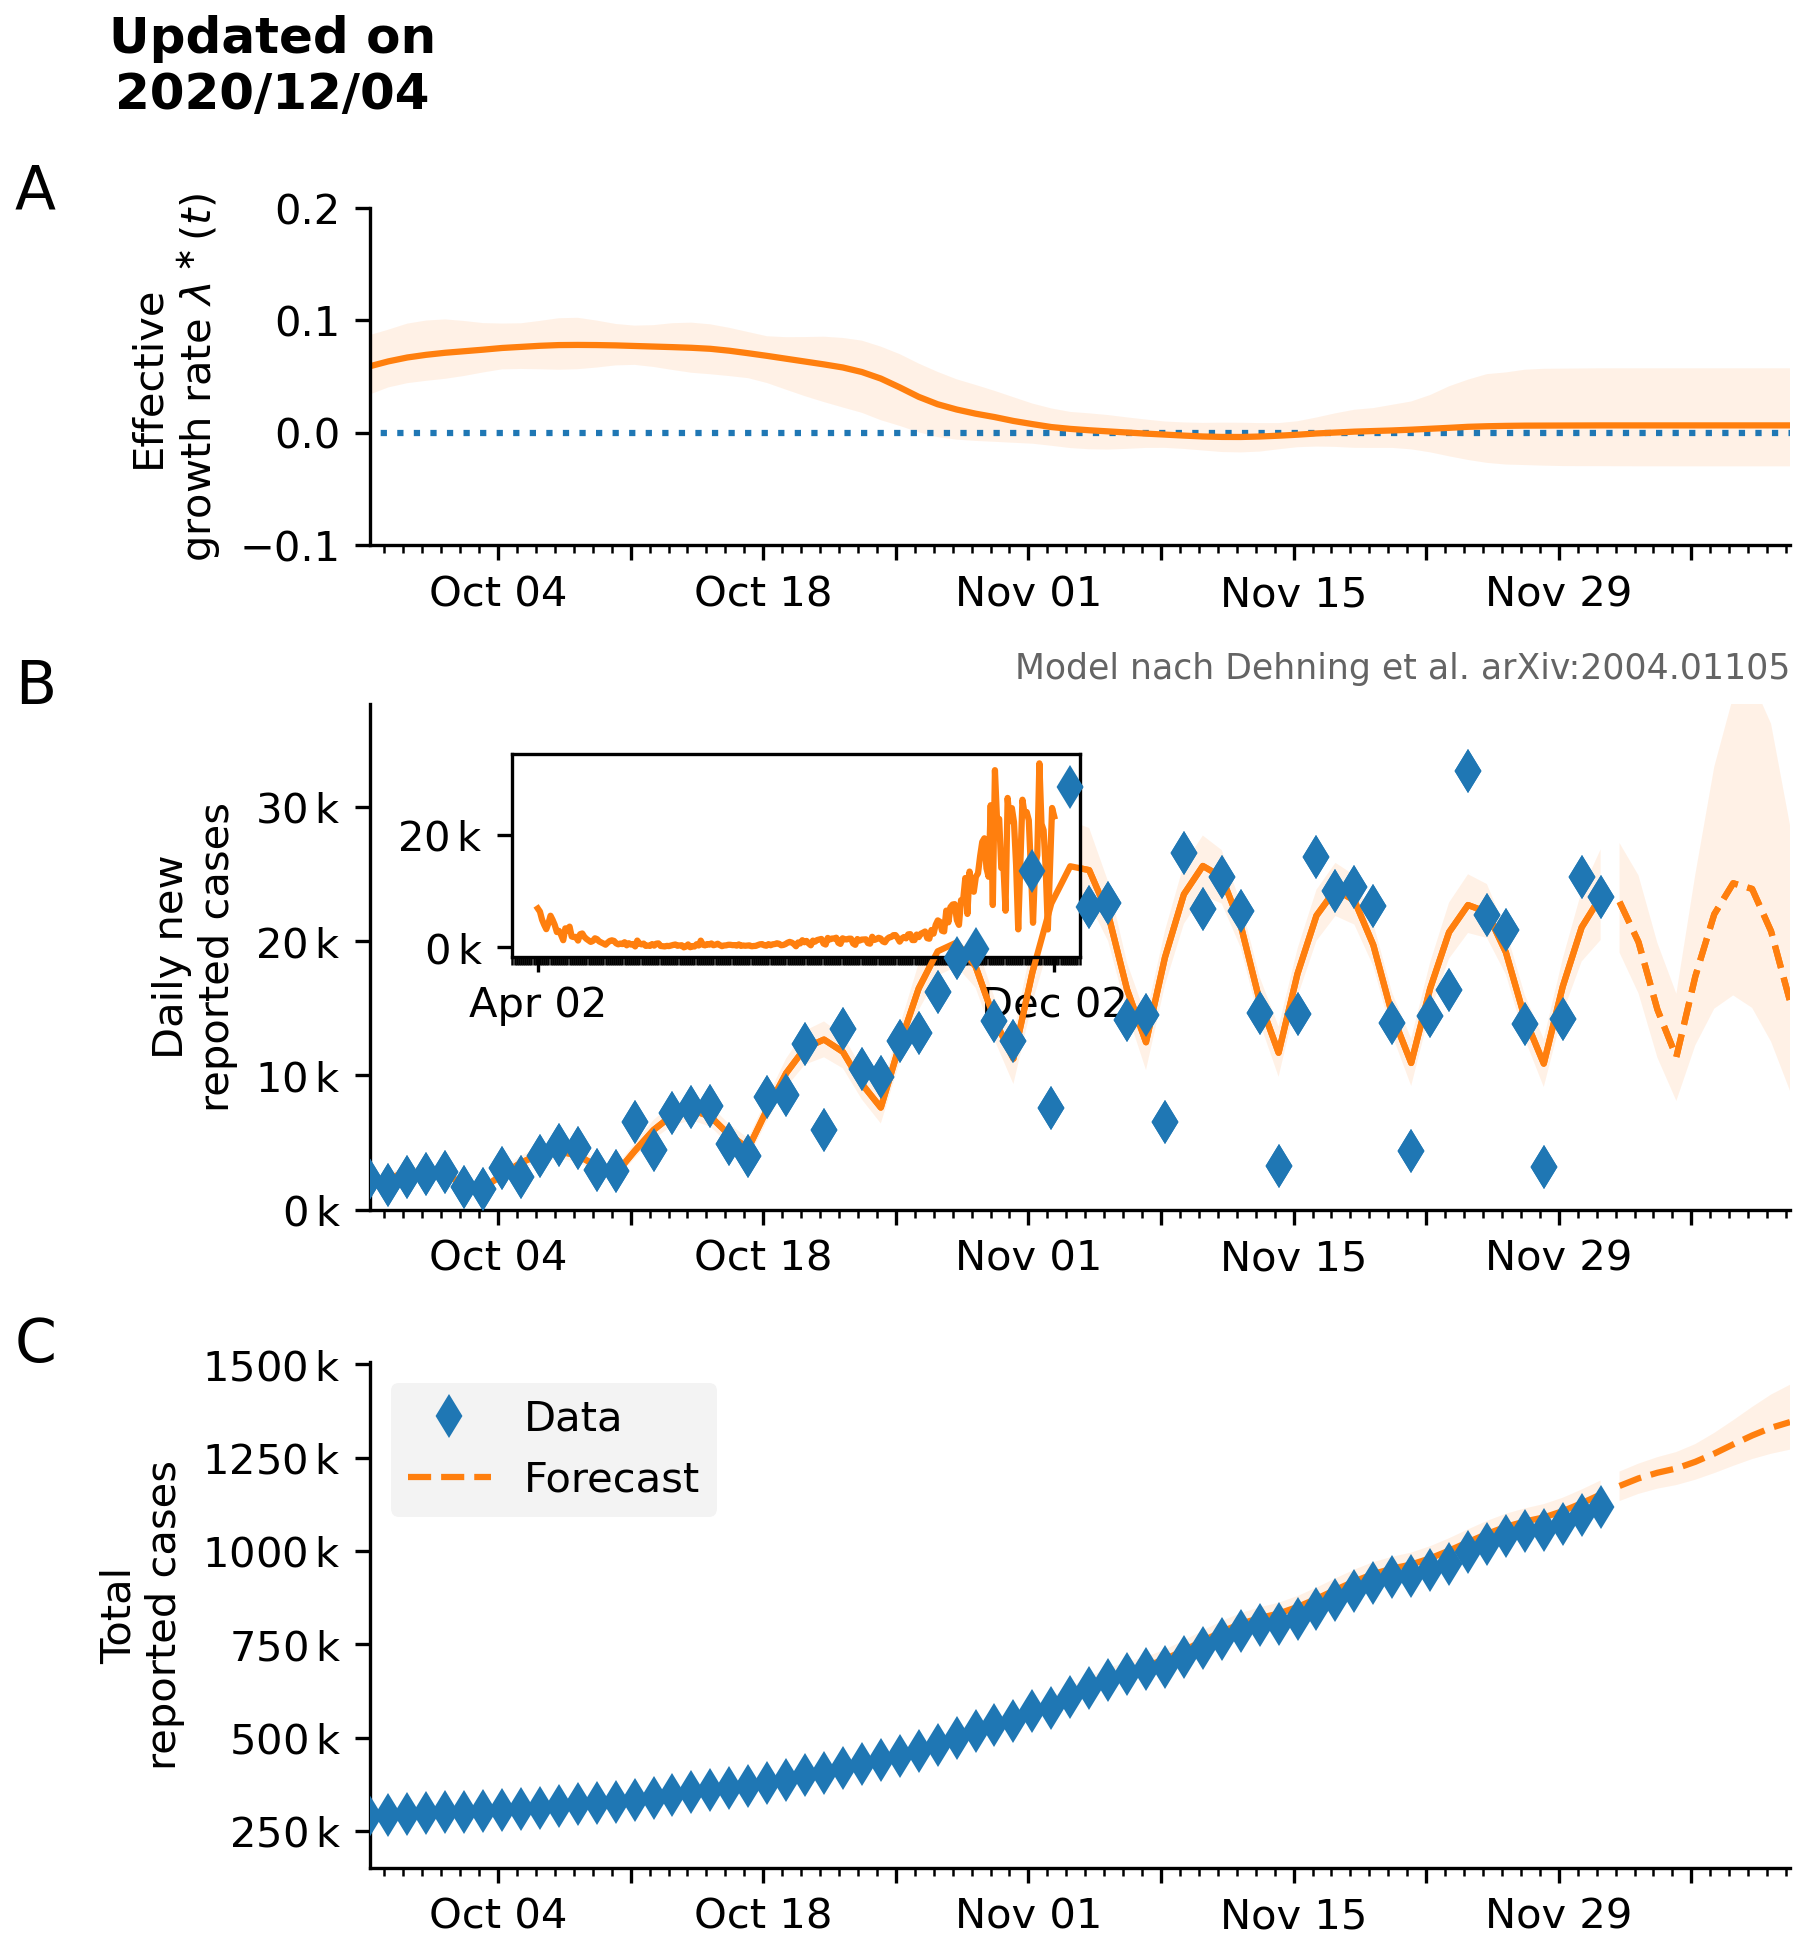 Updated on
2020/12/04
A
Effective
growth rate λ * (t)
0.2
0.1
0.0
−0.1
Oct 04
Oct 18
Nov 01
Nov 15
Nov 29
Model nach Dehning et al. arXiv:2004.01105
B
Daily new
reported cases
30 k
20 k
10 k
0 k
20 k
0 k
Apr 02
Dec 02
Oct 04
Oct 18
Nov 01
Nov 15
Nov 29
C
Total
reported cases
1500 k
1250 k
1000 k
750 k
500 k
250 k
Data
Forecast
Oct 04
Oct 18
Nov 01
Nov 15
Nov 29